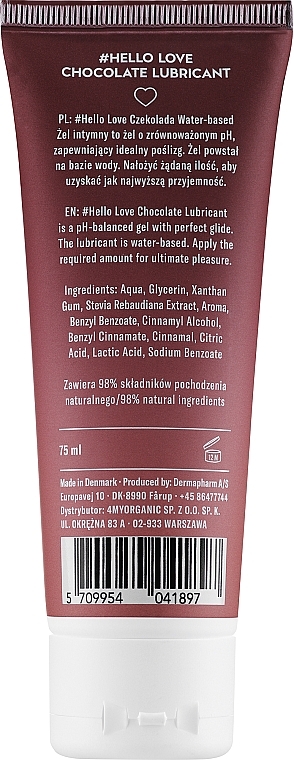 #HELLO LOVE
CHOCOLATE LUBRICANT
PL: #Hello Love Czekolada Water-based
Żel intymny to żel o zrównoważonym pH,
zapewniający idealny poślizg. Żel powstał
na bazie wody. Nałożyć żądaną ilość, aby
uzyskać jak najwyższą przyjemność.
EN: #Hello Love Chocolate Lubricant
is a pH-balanced gel with perfect glide.
The lubricant is water-based. Apply the
required amount for ultimate pleasure.
Ingredients: Aqua, Glycerin, Xanthan
Gum, Stevia Rebaudiana Extract, Aroma,
Benzyl Benzoate, Cinnamyl Alcohol,
Benzyl Cinnamate, Cinnamal, Citric
Acid, Lactic Acid, Sodium Benzoate
Zawiera 98% składników pochodzenia
naturalnego/98% natural ingredients
75 ml
12 M
Made in Denmark · Produced by: Dermapharm A/S
Europavej 10 · DK-8990 Fårup · +45 86477744
Dystrybutor: 4MYORGANIC SP. Z O.O. SP. K.
UL. OKRĘŻNA 83 A · 02-933 WARSZAWA
5 709954 041897